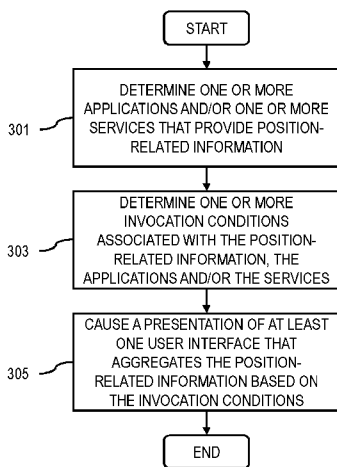 START
301
DETERMINE ONE OR MORE
APPLICATIONS AND/OR ONE OR MORE
SERVICES THAT PROVIDE POSITION-
RELATED INFORMATION
303
DETERMINE ONE OR MORE
INVOCATION CONDITIONS
ASSOCIATED WITH THE POSITION-
RELATED INFORMATION, THE
APPLICATIONS AND/OR THE SERVICES
305
CAUSE A PRESENTATION OF AT LEAST
ONE USER INTERFACE THAT
AGGREGATES THE POSITION-
RELATED INFORMATION BASED ON
THE INVOCATION CONDITIONS
END